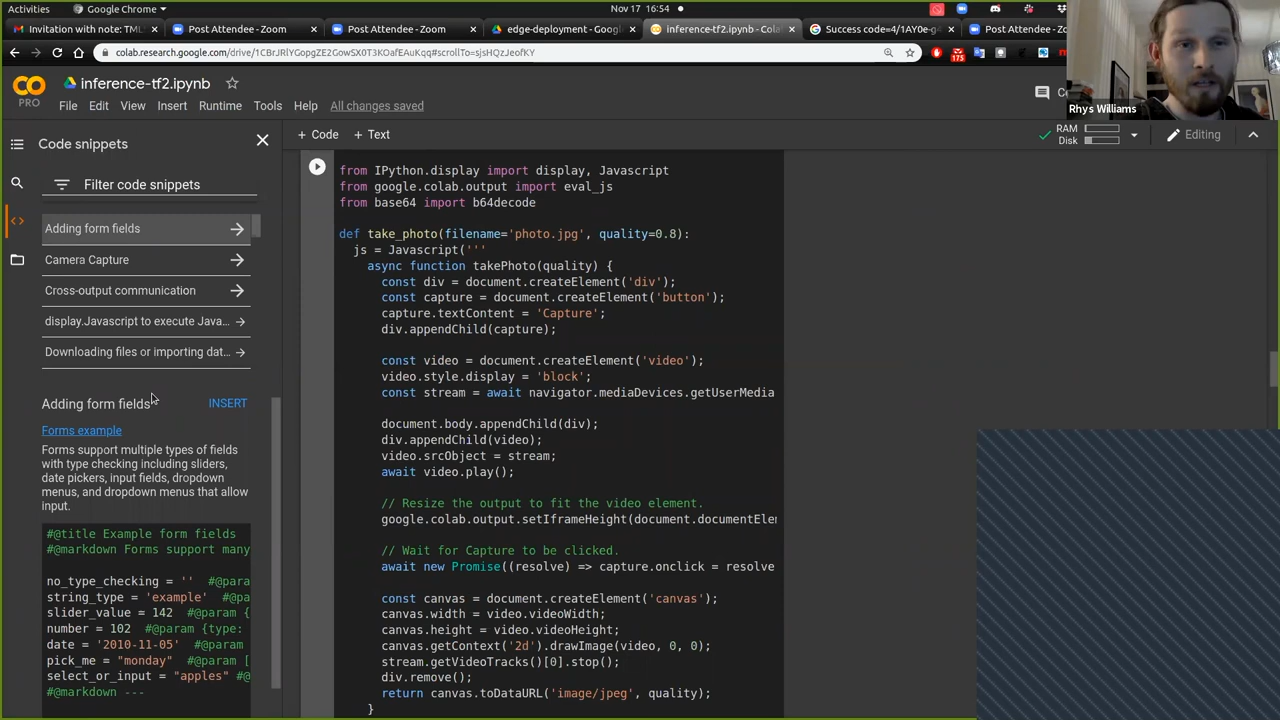 Activities
Google Chrome
Nov 17 16:54
Invitation with note: TML
Post Attendee - Zoom
Post Attendee - Zoom
edge-deployment - Google
inference-tf2.ipynb - Colab
Success code=4/1AY0e-g
Post Attendee - Zoom
colab.research.google.com/drive/1CBrJRlYGopgZE2GowSX0T3KOafEAuKqq#scrollTo=sjsHQzJeofKY
175
inference-tf2.ipynb
PRO
File Edit View Insert Runtime Tools Help All changes saved
Co
Rhys Williams
Code snippets
+ Code + Text
RAM
Disk
Editing
Filter code snippets
Adding form fields
Camera Capture
Cross-output communication
display.Javascript to execute Java...
Downloading files or importing dat...
Adding form fields
INSERT
Forms example
Forms support multiple types of fields
with type checking including sliders,
date pickers, input fields, dropdown
menus, and dropdown menus that allow
input.
#@title Example form fields
#@markdown Forms support many
no_type_checking = '' #@para
string_type = 'example' #@pa
slider_value = 142 #@param {
number = 102 #@param {type:
date = '2010-11-05' #@param
pick_me = "monday" #@param [
select_or_input = "apples" #@
#@markdown ---
from IPython.display import display, Javascript
from google.colab.output import eval_js
from base64 import b64decode
def take_photo(filename='photo.jpg', quality=0.8):
js = Javascript('''
async function takePhoto(quality) {
const div = document.createElement('div');
const capture = document.createElement('button');
capture.textContent = 'Capture';
div.appendChild(capture);
const video = document.createElement('video');
video.style.display = 'block';
const stream = await navigator.mediaDevices.getUserMedia
document.body.appendChild(div);
div.appendChild(video);
video.srcObject = stream;
await video.play();
// Resize the output to fit the video element.
google.colab.output.setIframeHeight(document.documentElem
// Wait for Capture to be clicked.
await new Promise((resolve) => capture.onclick = resolve
const canvas = document.createElement('canvas');
canvas.width = video.videoWidth;
canvas.height = video.videoHeight;
canvas.getContext('2d').drawImage(video, 0, 0);
stream.getVideoTracks()[0].stop();
div.remove();
return canvas.toDataURL('image/jpeg', quality);
}